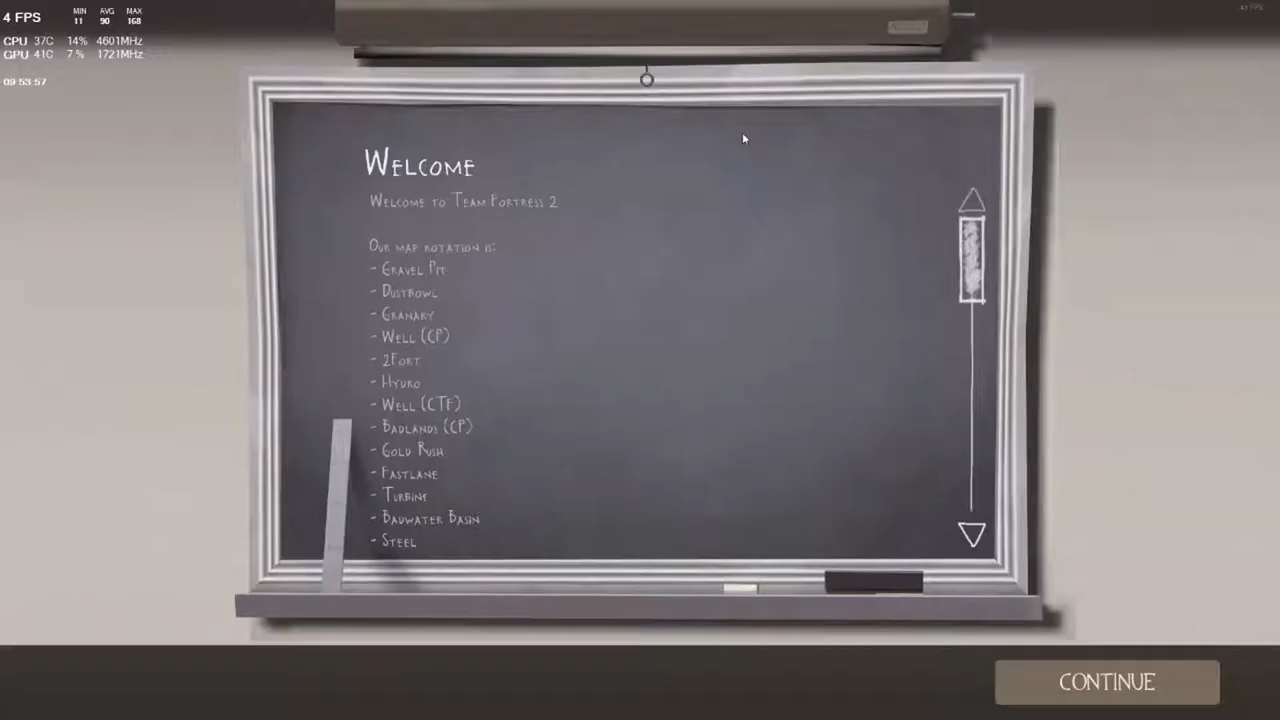 4 FPS
MIN AVG MAX
11 90 168
CPU 37C 14% 4601MHz
GPU 41C 7% 1721MHz
09:53:57
41 FPS
WELCOME
WELCOME TO TEAM FORTRESS 2
OUR MAP ROTATION IS:
- GRAVEL PIT
- DUSTBOWL
- GRANARY
- WELL (CP)
- 2FORT
- HYDRO
- WELL (CTF)
- BADLANDS (CP)
- GOLD RUSH
- FASTLANE
- TURBINE
- BADWATER BASIN
- STEEL
CONTINUE